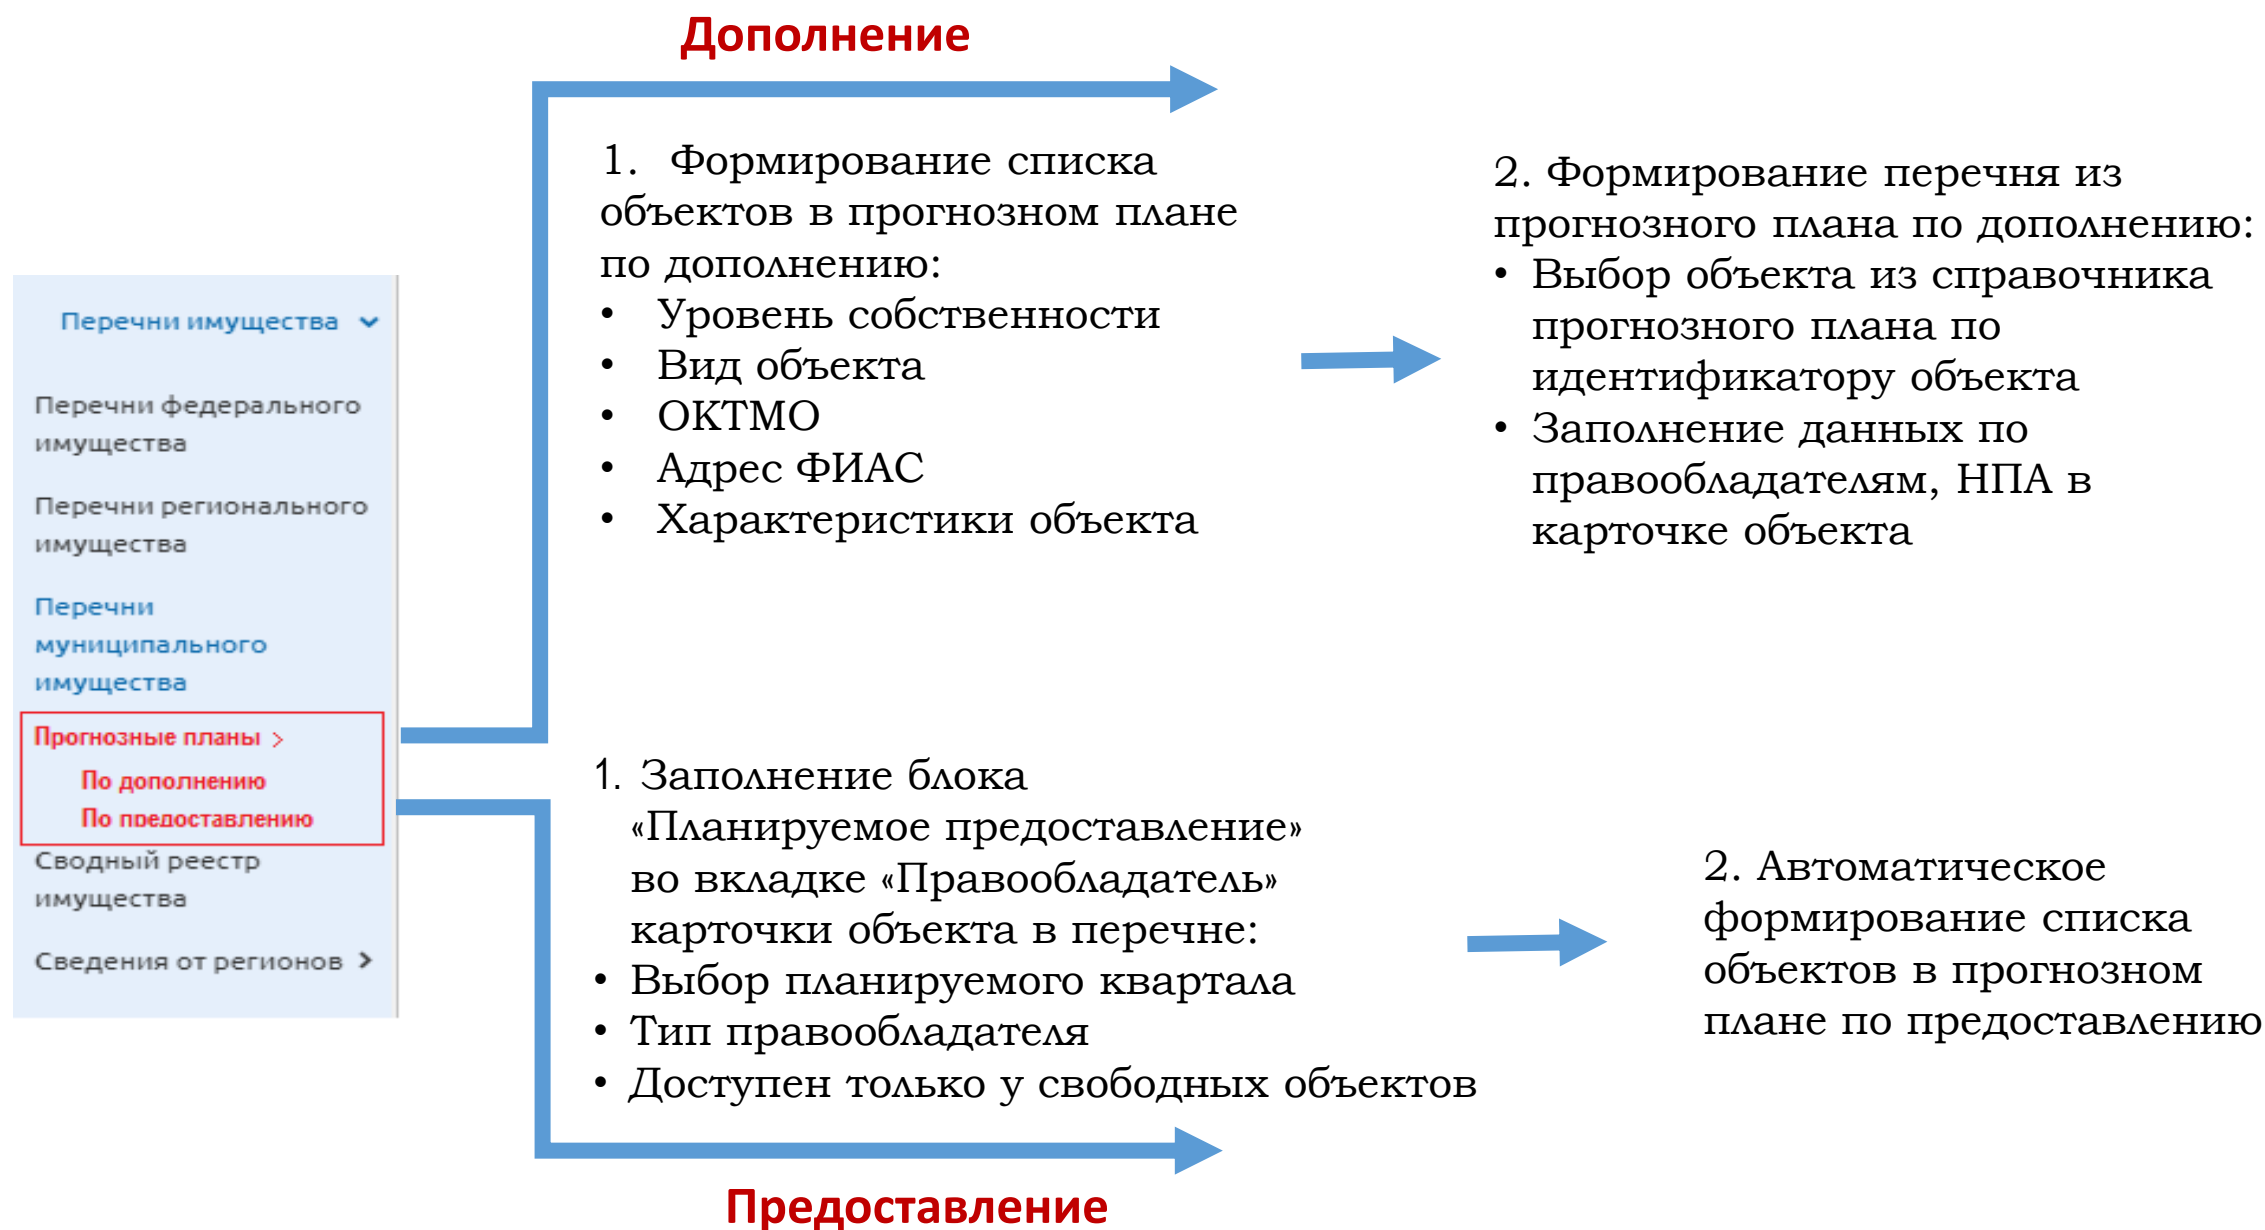 Дополнение
Перечни имущества
Перечни федерального
имущества
Перечни регионального
имущества
Перечни
муниципального
имущества
Прогнозные планы >
По дополнению
По предоставлению
Сводный реестр
имущества
Сведения от регионов >
1. Формирование списка
объектов в прогнозном плане
по дополнению:
• Уровень собственности
• Вид объекта
• ОКТМО
• Адрес ФИАС
• Характеристики объекта
2. Формирование перечня из
прогнозного плана по дополнению:
• Выбор объекта из справочника
прогнозного плана по
идентификатору объекта
• Заполнение данных по
правообладателям, НПА в
карточке объекта
1. Заполнение блока
«Планируемое предоставление»
во вкладке «Правообладатель»
карточки объекта в перечне:
• Выбор планируемого квартала
• Тип правообладателя
• Доступен только у свободных объектов
2. Автоматическое
формирование списка
объектов в прогнозном
плане по предоставлению
Предоставление